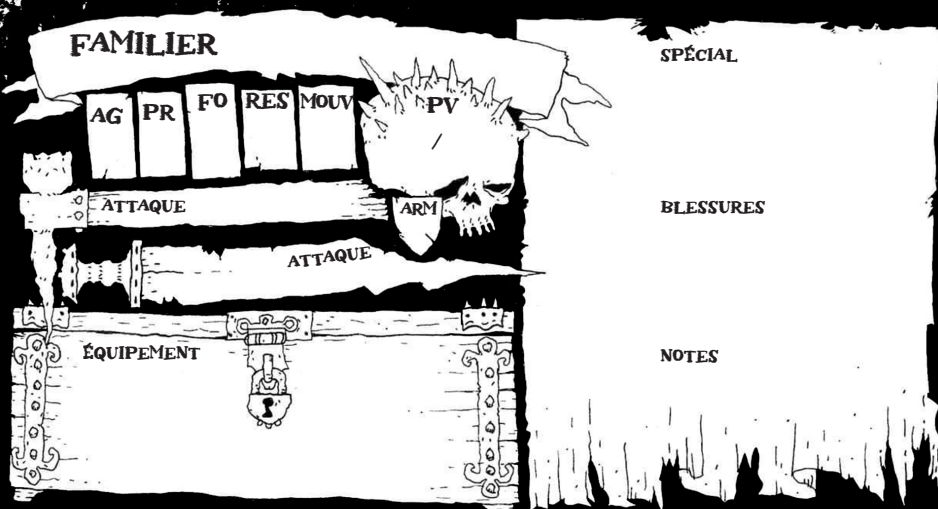 FAMILIER
AG PR FO RES MOUV PV
ATTAQUE
ARM
ATTAQUE
ÉQUIPEMENT
SPÉCIAL
BLESSURES
NOTES